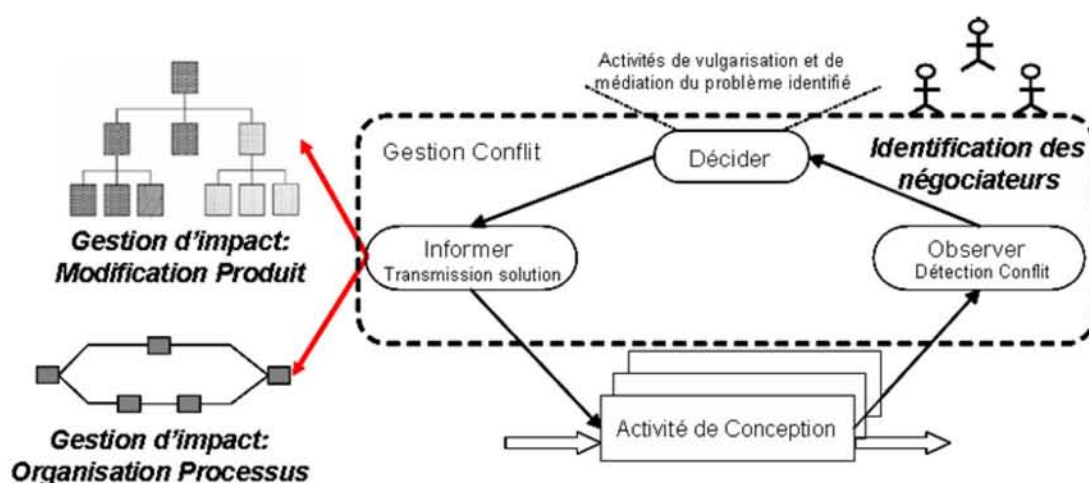 Activités de vulgarisation et de
médiation du problème identifié
Gestion Conflit
Décider
Identification des
négociateurs
Gestion d'impact:
Modification Produit
Informer
Transmission solution
Observer
Détection Conflit
Activité de Conception
Gestion d'impact:
Organisation Processus